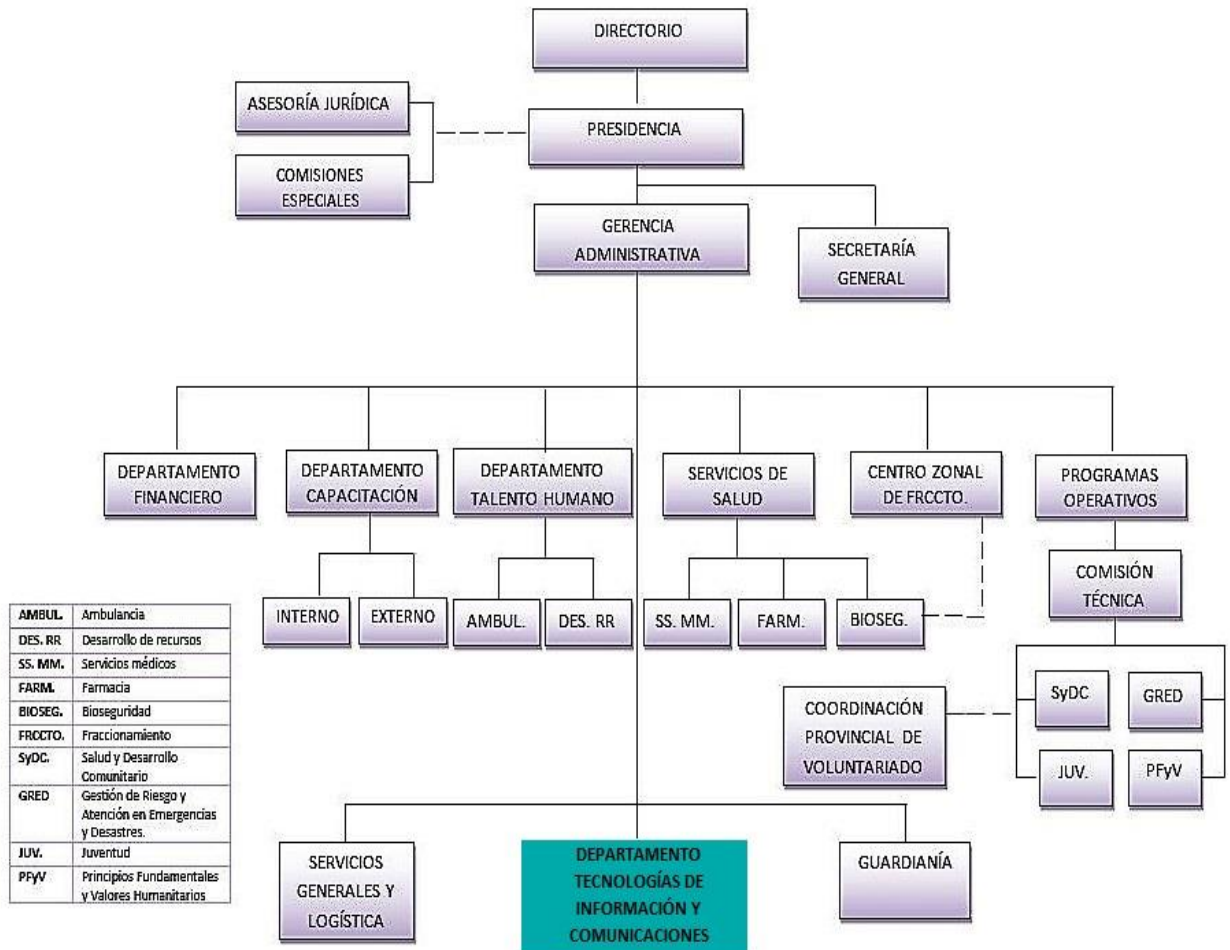 DIRECTORIO
ASESORÍA JURÍDICA
PRESIDENCIA
COMISIONES
ESPECIALES
GERENCIA
ADMINISTRATIVA
SECRETARÍA
GENERAL
DEPARTAMENTO
FINANCIERO
DEPARTAMENTO
CAPACITACIÓN
DEPARTAMENTO
TALENTO HUMANO
SERVICIOS DE
SALUD
CENTRO ZONAL
DE FRCCTO.
PROGRAMAS
OPERATIVOS
INTERNO
EXTERNO
AMBUL.
DES. RR
SS. MM.
FARM.
BIOSEG.
COMISIÓN
TÉCNICA
SyDC
GRED
JUV.
PFyV
COORDINACIÓN
PROVINCIAL DE
VOLUNTARIADO
AMBUL. Ambulancia
DES. RR Desarrollo de recursos
SS. MM. Servicios médicos
FARM. Farmacia
BIOSEG. Bioseguridad
FRCCTO. Fraccionamiento
SyDC. Salud y Desarrollo
Comunitario
GRED Gestión de Riesgo y
Atención en Emergencias
y Desastres.
JUV. Juventud
PFyV Principios Fundamentales
y Valores Humanitarios
SERVICIOS
GENERALES Y
LOGÍSTICA
DEPARTAMENTO
TECNOLOGÍAS DE
INFORMACIÓN Y
COMUNICACIONES
GUARDIANÍA